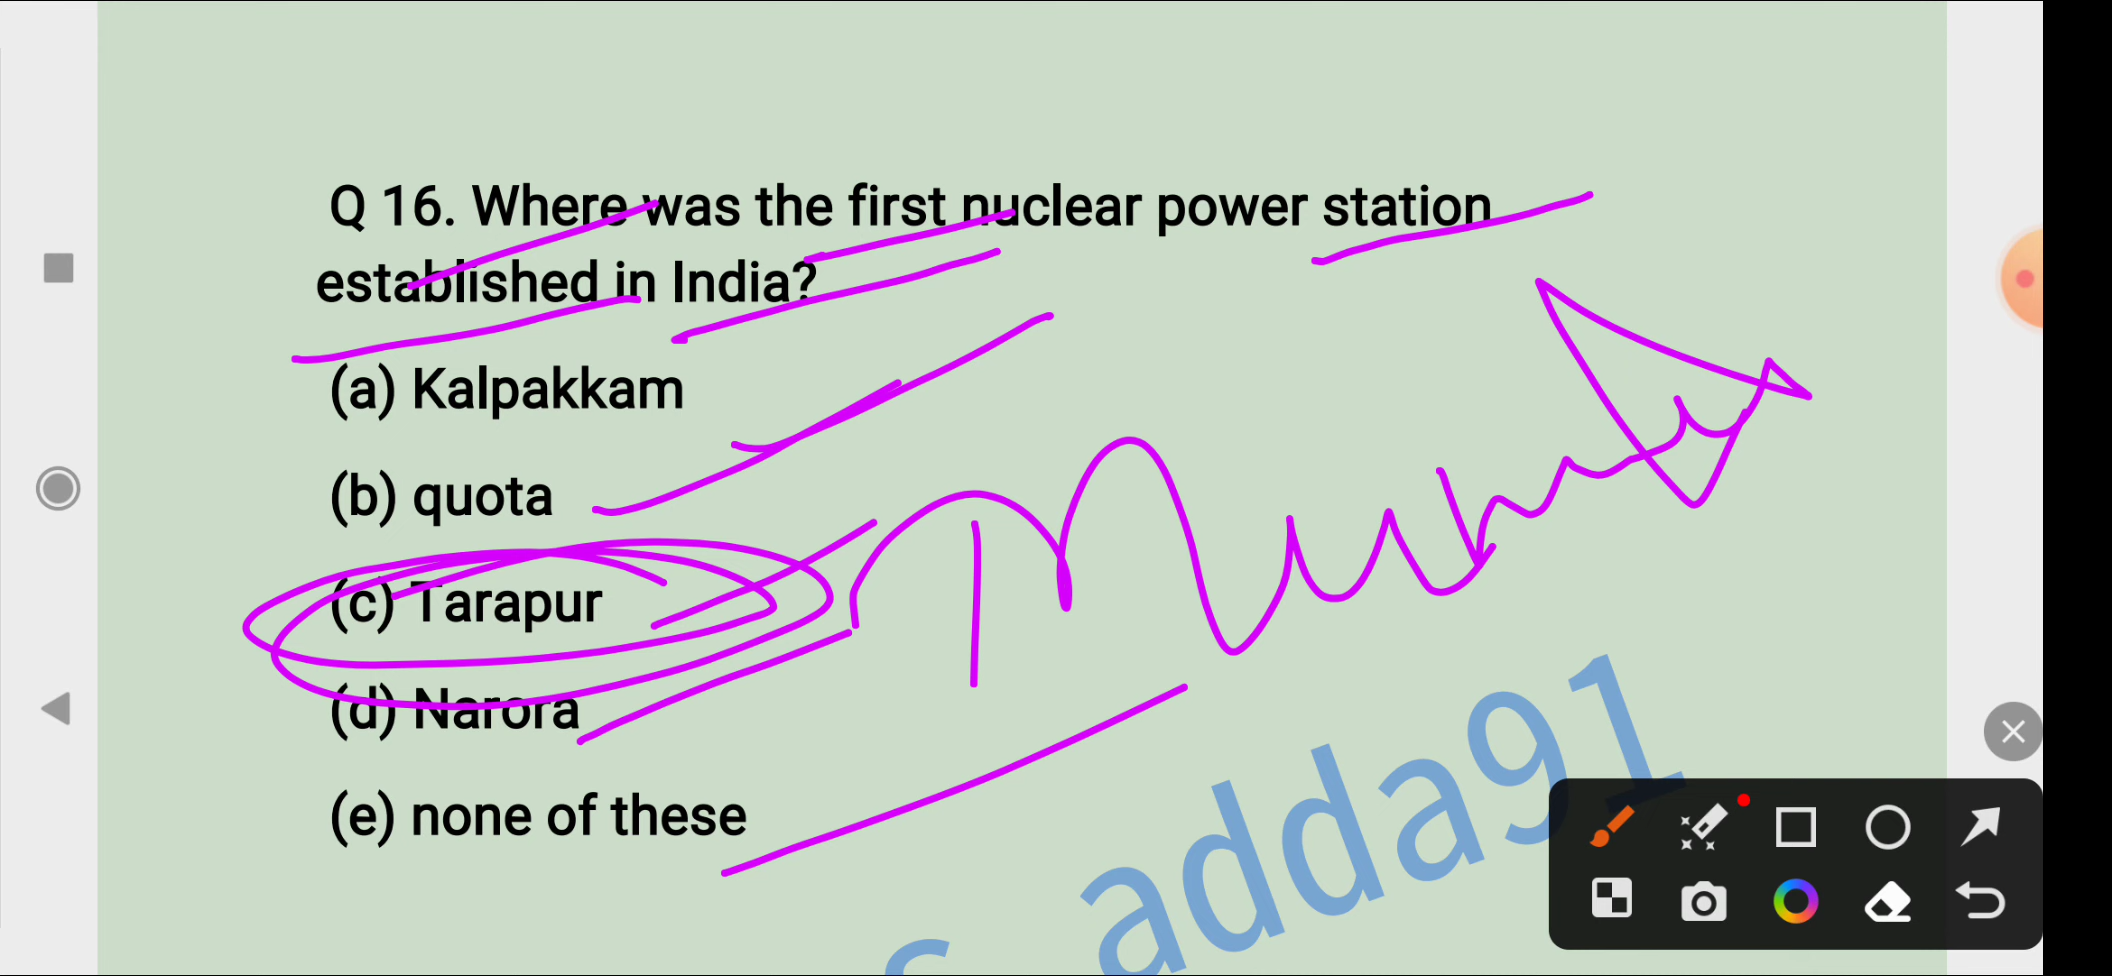 Q 16. Where was the first nuclear power station
established in India?
(a) Kalpakkam
(b) quota
(c) Tarapur
(d) Narora
(e) none of these
adda91